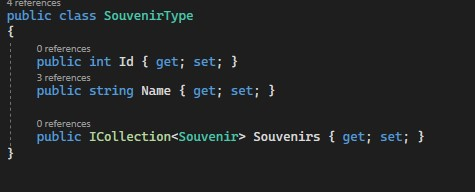 4 references
public class SouvenirType
{
0 references
public int Id { get; set; }
3 references
public string Name { get; set; }
0 references
public ICollection<Souvenir> Souvenirs { get; set; }
}